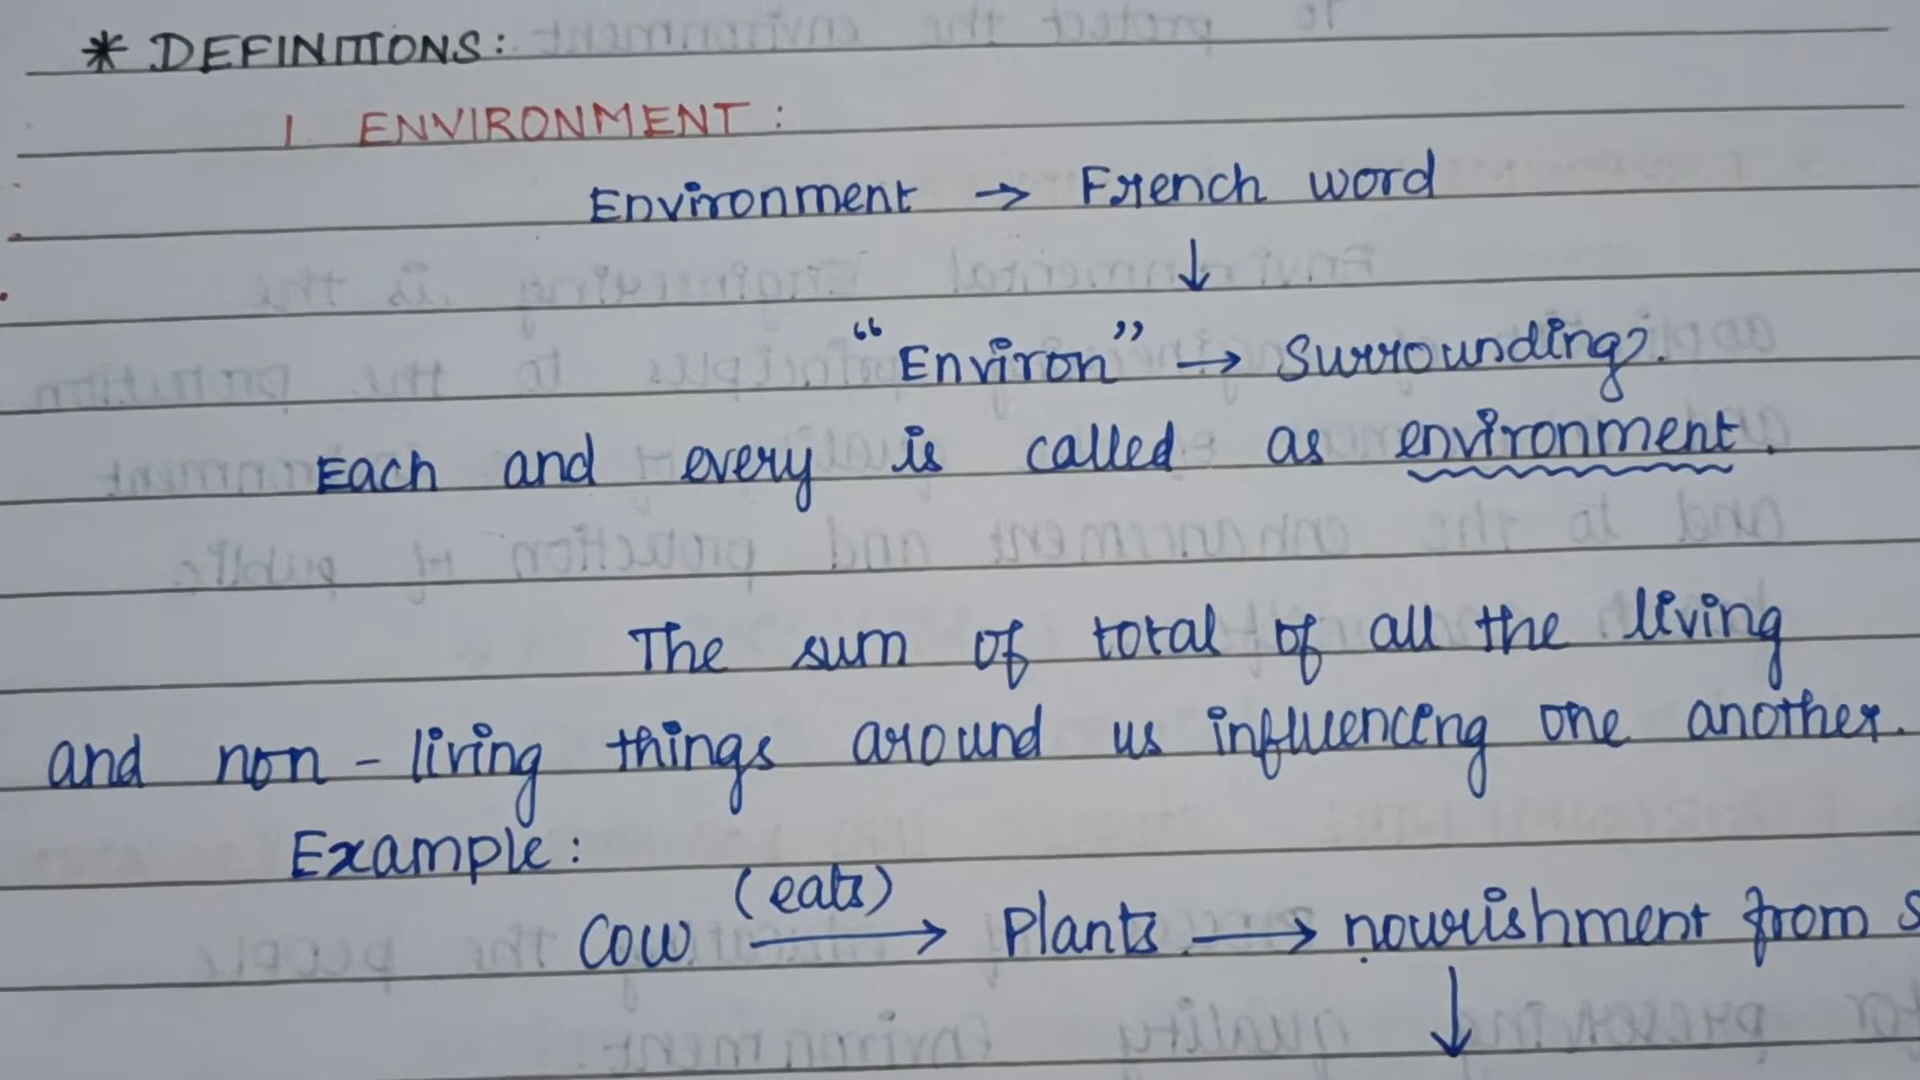 * DEFINITIONS:
1 ENVIRONMENT:
Environment → French word
↓
"Environ" → Surroundings.
Each and every is called as environment.
The sum of total of all the living
and non-living things around us influencing one another.
Example:
(eats)
Cow → Plants → nourishment from
↓